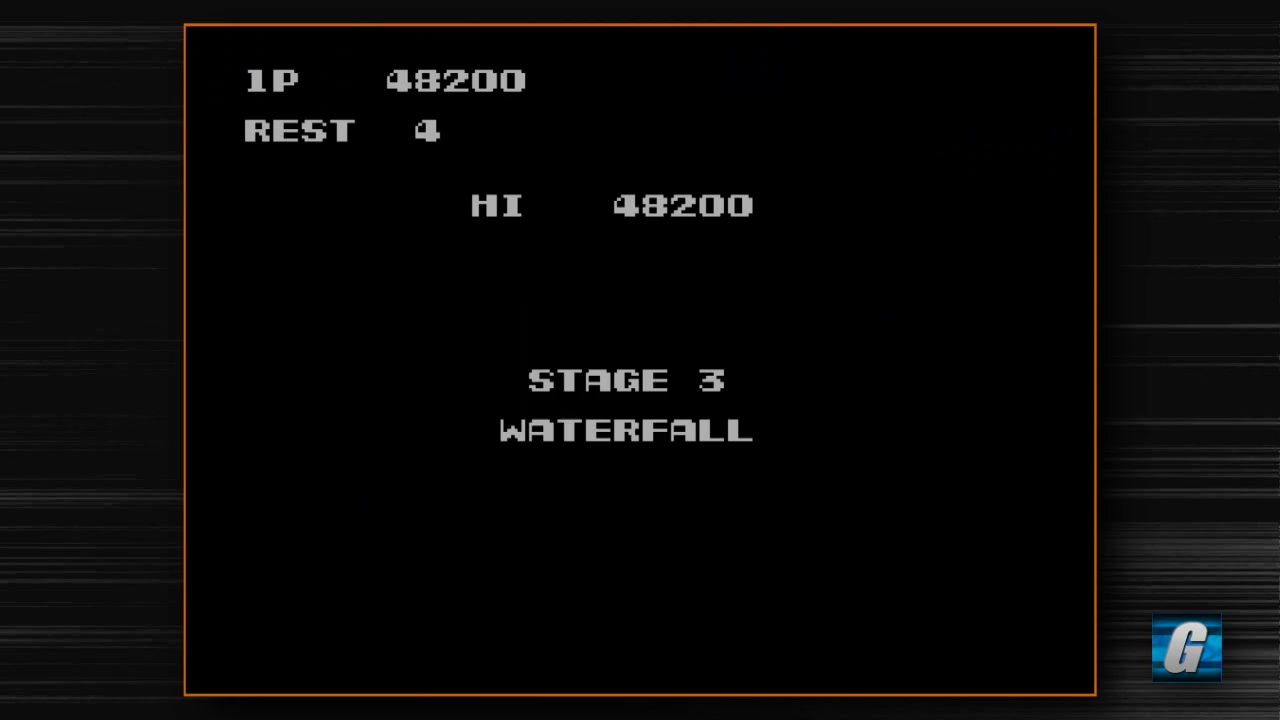 1P 48200
REST 4
HI 48200
STAGE 3
WATERFALL
G